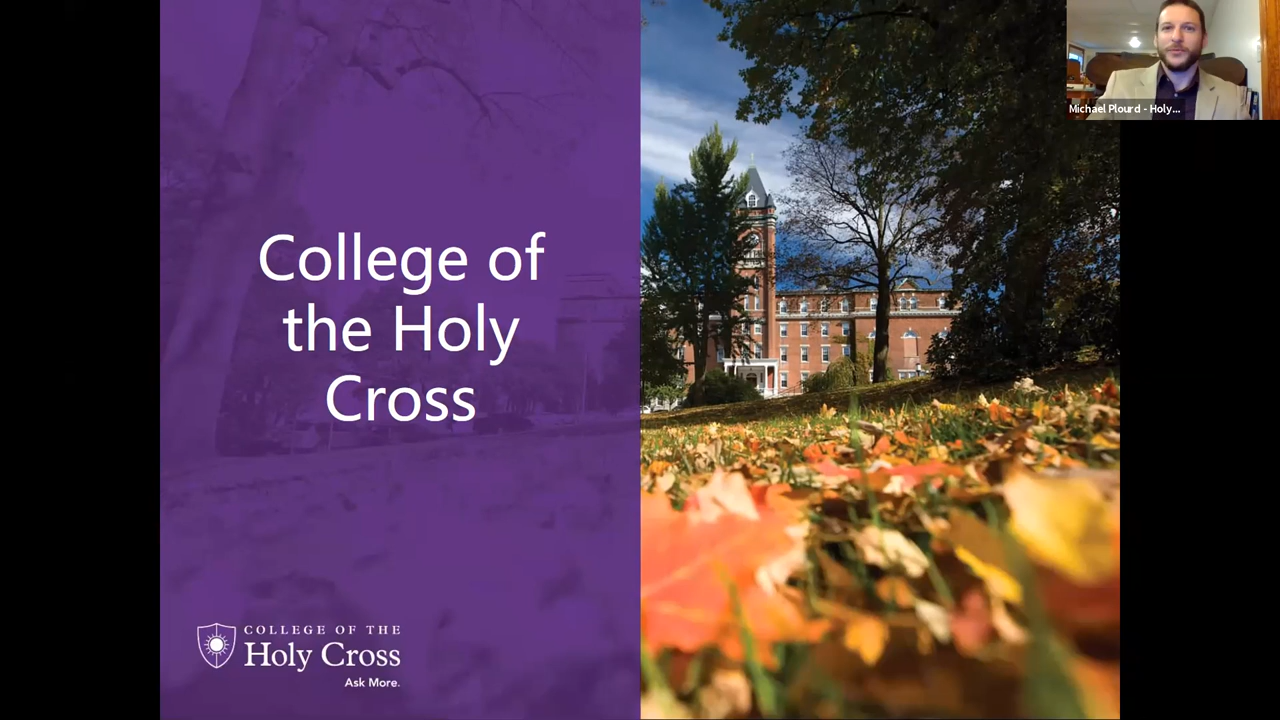 College of
the Holy
Cross
COLLEGE OF THE
Holy Cross
Ask More.
Michael Plourd - Holy...